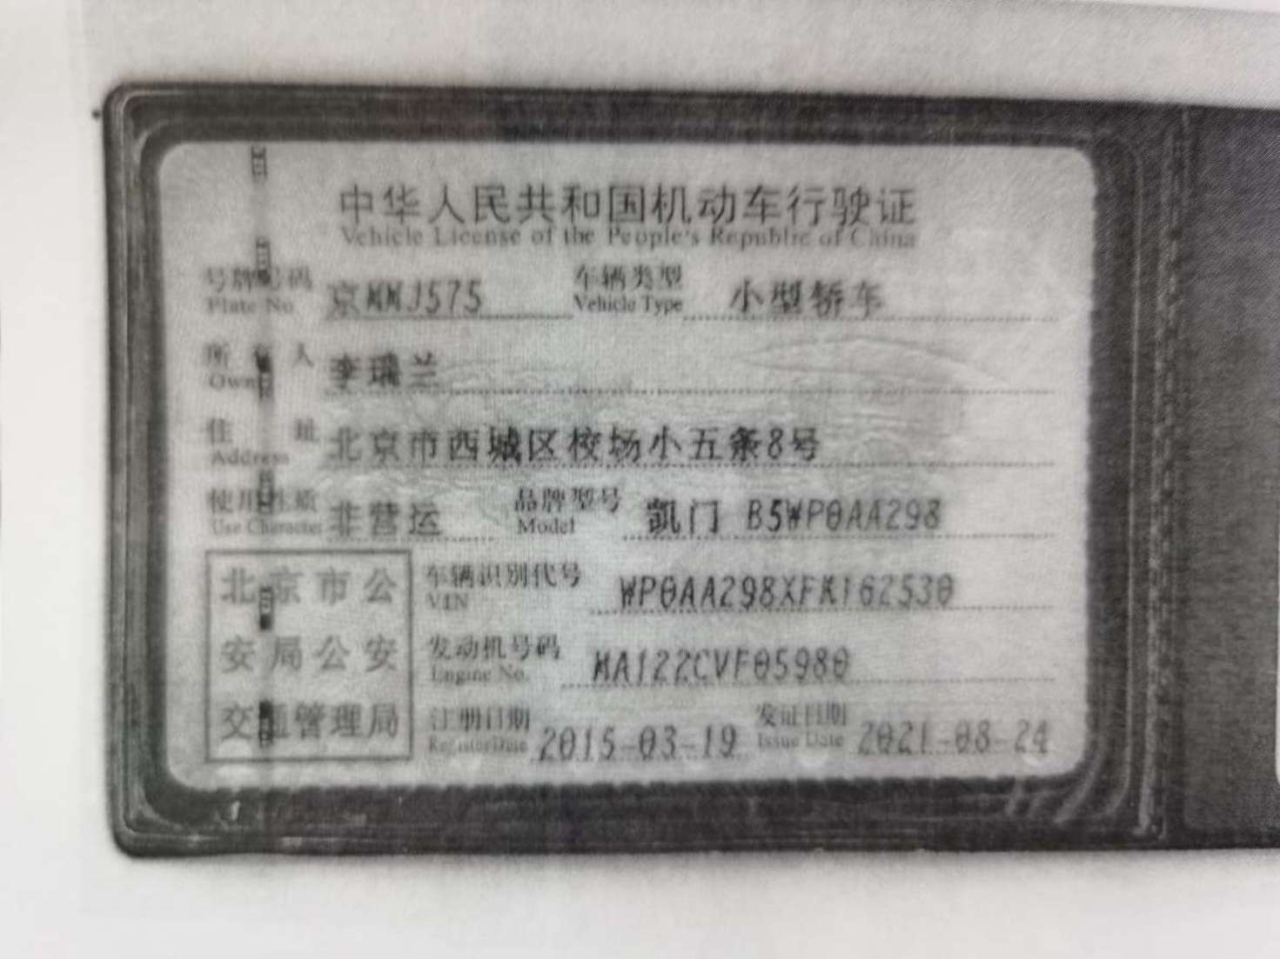 中华人民共和国机动车行驶证
Vehicle License of the People's Republic of China
号牌号码 京MMJ575 车辆类型 小型轿车
Plate No. Vehicle Type
所有人 李瑞兰
Owner
住址 北京市西城区校场小五条8号
Address
使用性质 非营运 品牌型号 凯门 B5WP0AA298
Use Character Model
北京市公
安局公安
交通管理局
车辆识别代号 WP0AA298XFK162530
VIN
发动机号码 MA122CVF05980
Engine No.
注册日期 2015-03-19 发证日期 2021-08-24
Register Date Issue Date